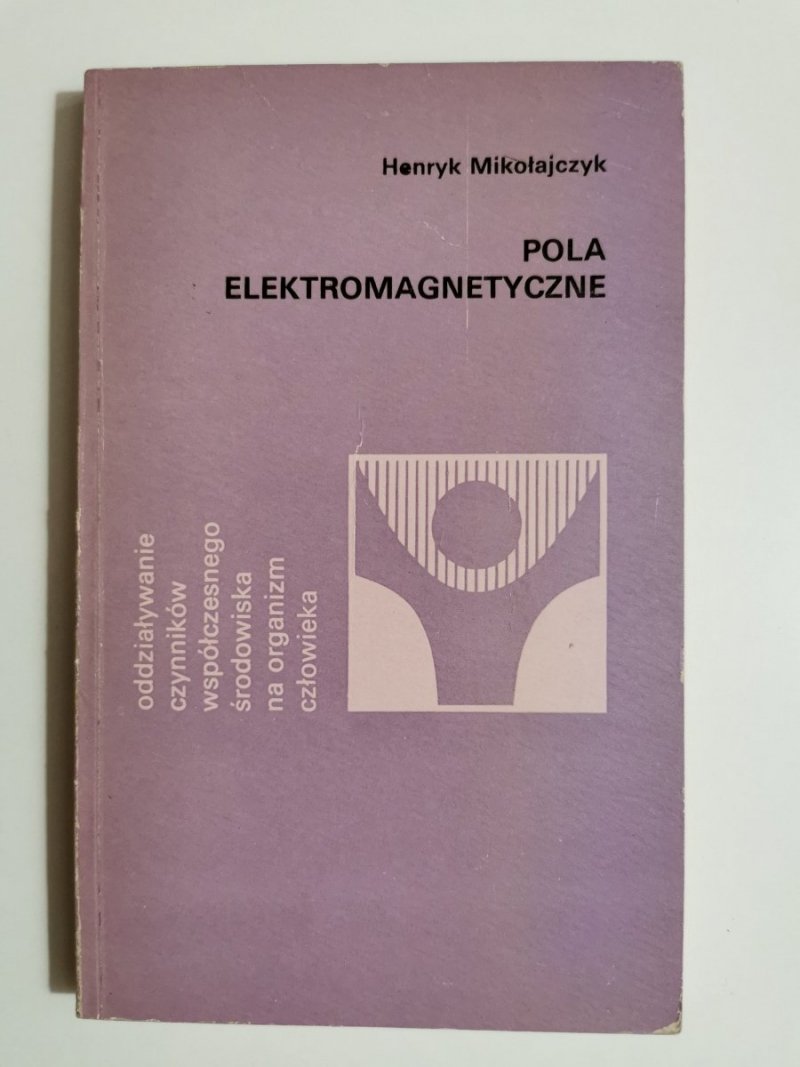 Henryk Mikołajczyk
POLA
ELEKTROMAGNETYCZNE
oddziaływanie
czynników
współczesnego
środowiska
na organizm
człowieka